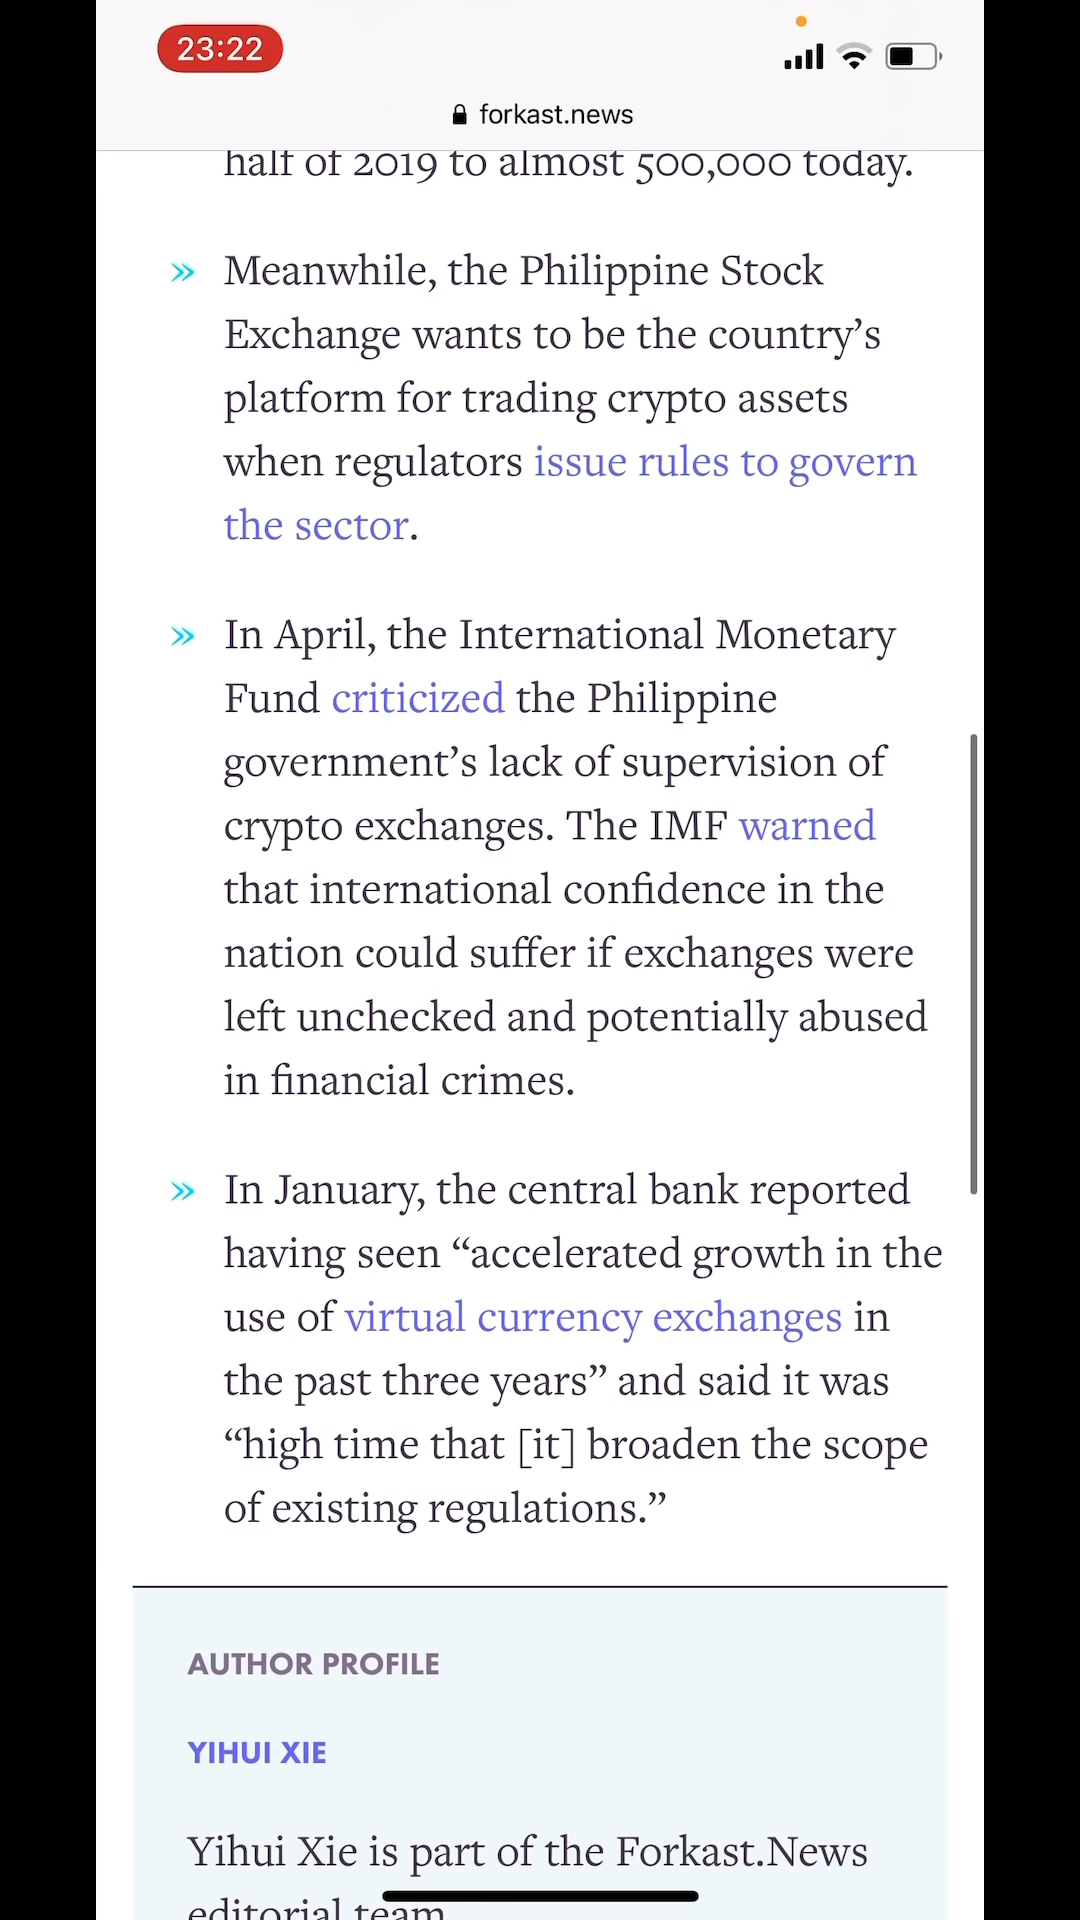 23:22
forkast.news
half of 2019 to almost 500,000 today.
» Meanwhile, the Philippine Stock
Exchange wants to be the country’s
platform for trading crypto assets
when regulators issue rules to govern
the sector.
» In April, the International Monetary
Fund criticized the Philippine
government’s lack of supervision of
crypto exchanges. The IMF warned
that international confidence in the
nation could suffer if exchanges were
left unchecked and potentially abused
in financial crimes.
» In January, the central bank reported
having seen “accelerated growth in the
use of virtual currency exchanges in
the past three years” and said it was
“high time that [it] broaden the scope
of existing regulations.”
AUTHOR PROFILE
YIHUI XIE
Yihui Xie is part of the Forkast.News
editorial team